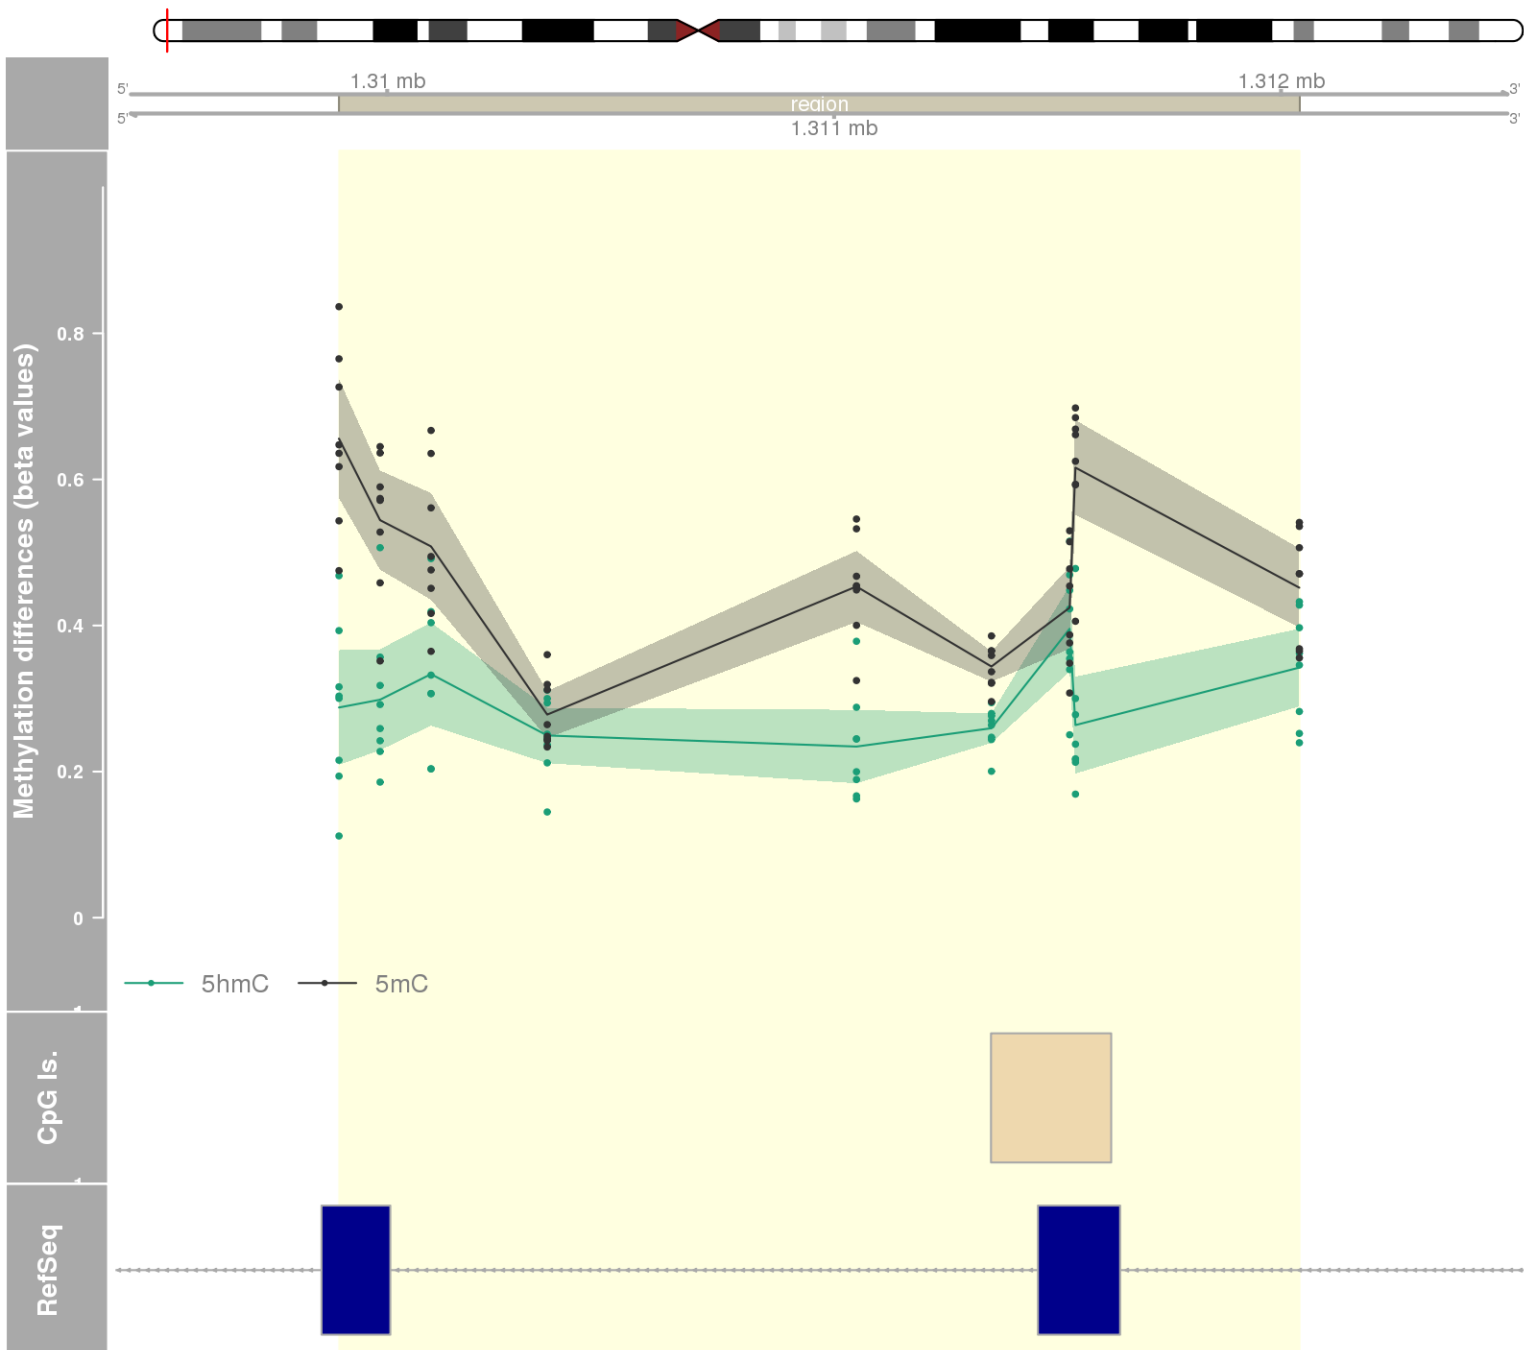 1.31 mb
1.312 mb
5'
3'
region
5'
3'
1.311 mb
Methylation differences (beta values)
0.8
0.6
0.4
0.2
0
5hmC
5mC
CpG Is.
RefSeq